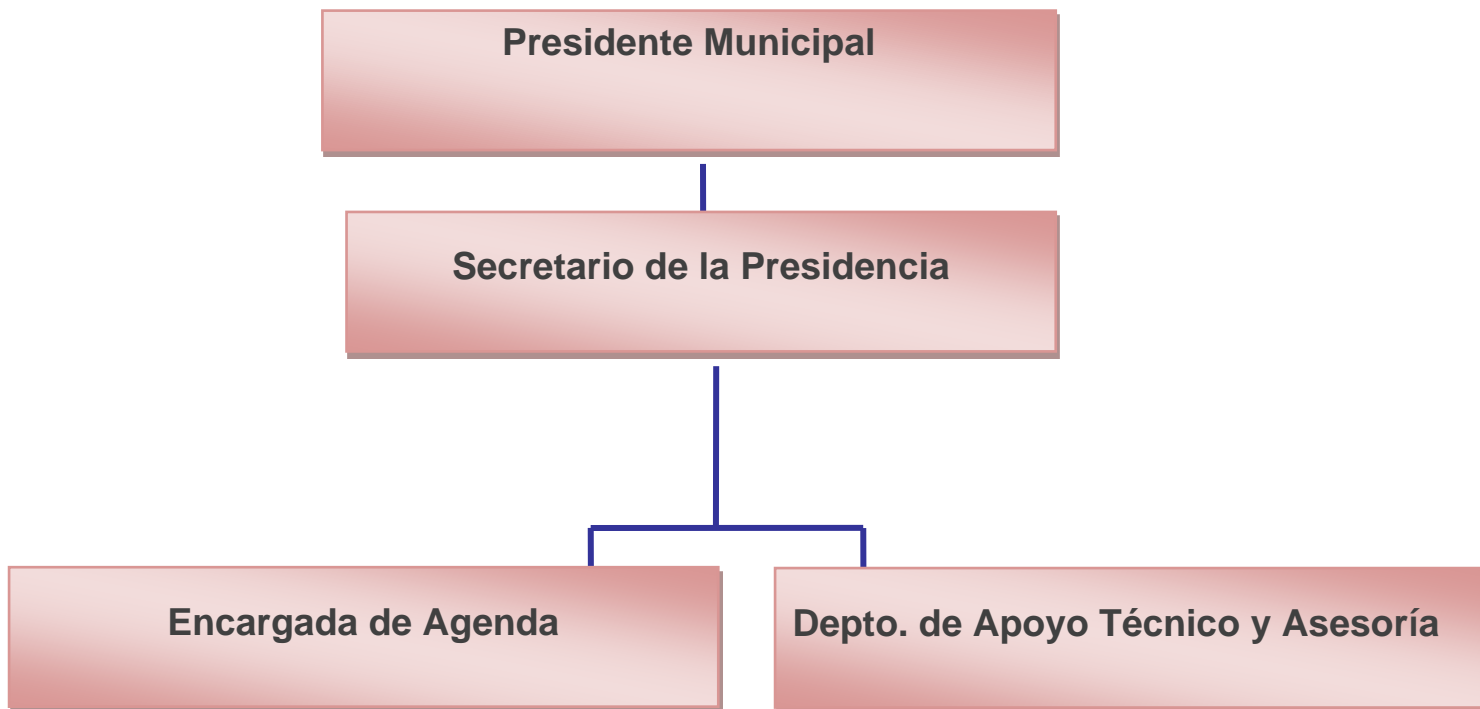 Presidente Municipal
Secretario de la Presidencia
Encargada de Agenda
Depto. de Apoyo Técnico y Asesoría